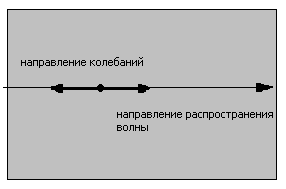 направление колебаний
направление распространения
волны